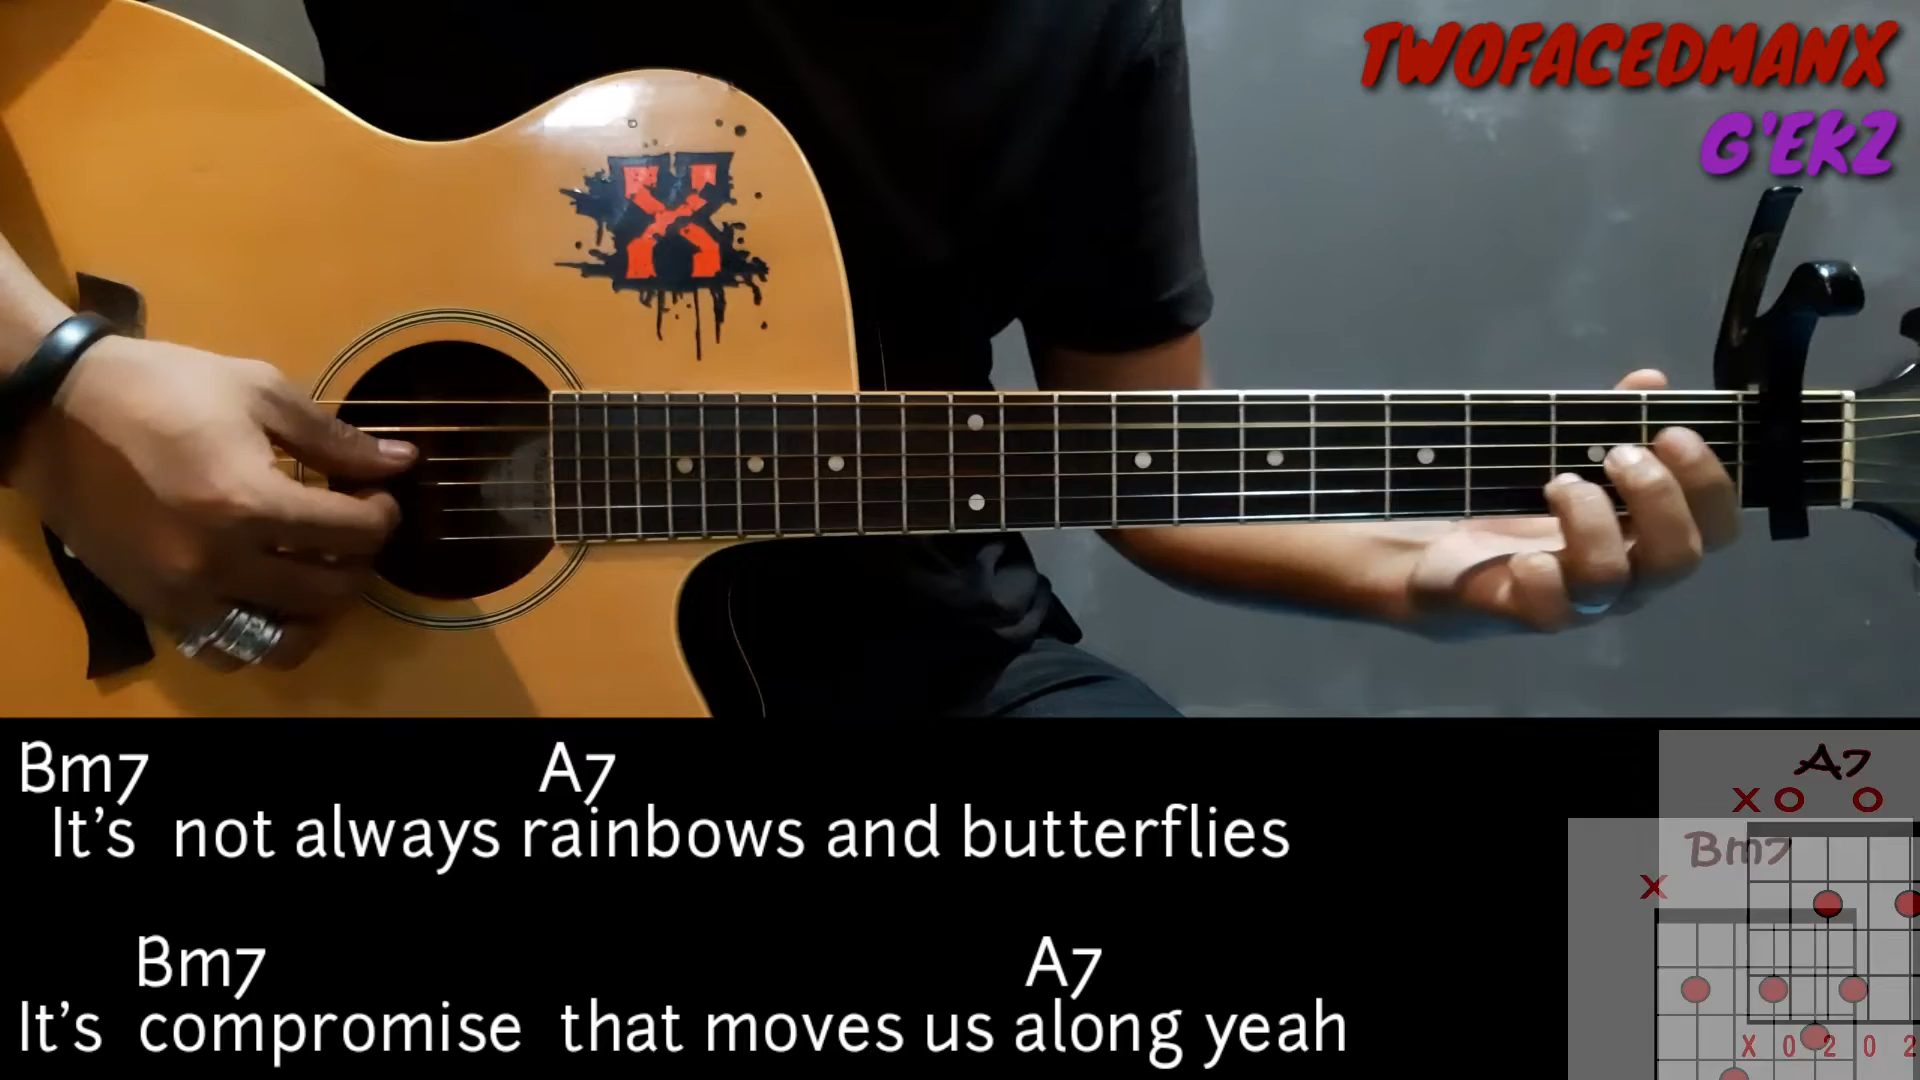 TWOFACEDMANX
G'EKZ
X
Bm7 A7
It's not always rainbows and butterflies
Bm7 A7
It's compromise that moves us along yeah
A7
X O O
Bm7
X
X 0 2 0 2